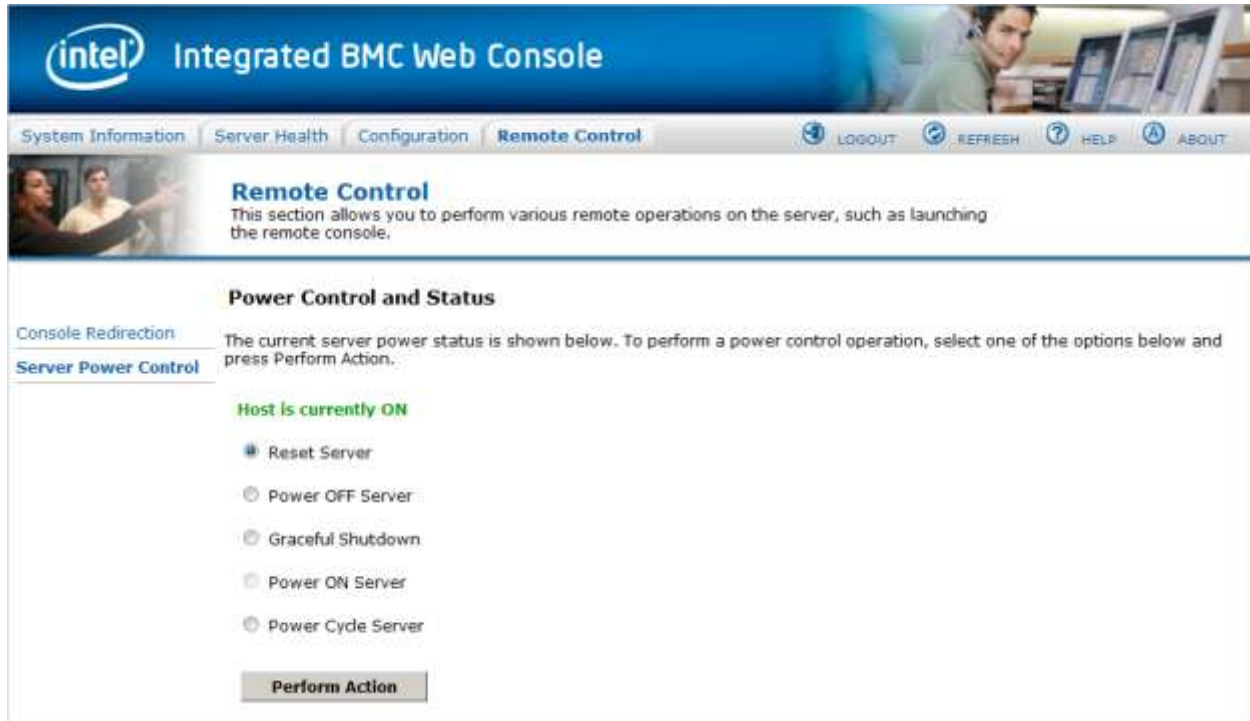 intel Integrated BMC Web Console
System Information Server Health Configuration Remote Control LOGOUT REFRESH HELP ABOUT
Remote Control
This section allows you to perform various remote operations on the server, such as launching
the remote console.
Power Control and Status
Console Redirection
Server Power Control
The current server power status is shown below. To perform a power control operation, select one of the options below and
press Perform Action.
Host is currently ON
Reset Server
Power OFF Server
Graceful Shutdown
Power ON Server
Power Cycle Server
Perform Action